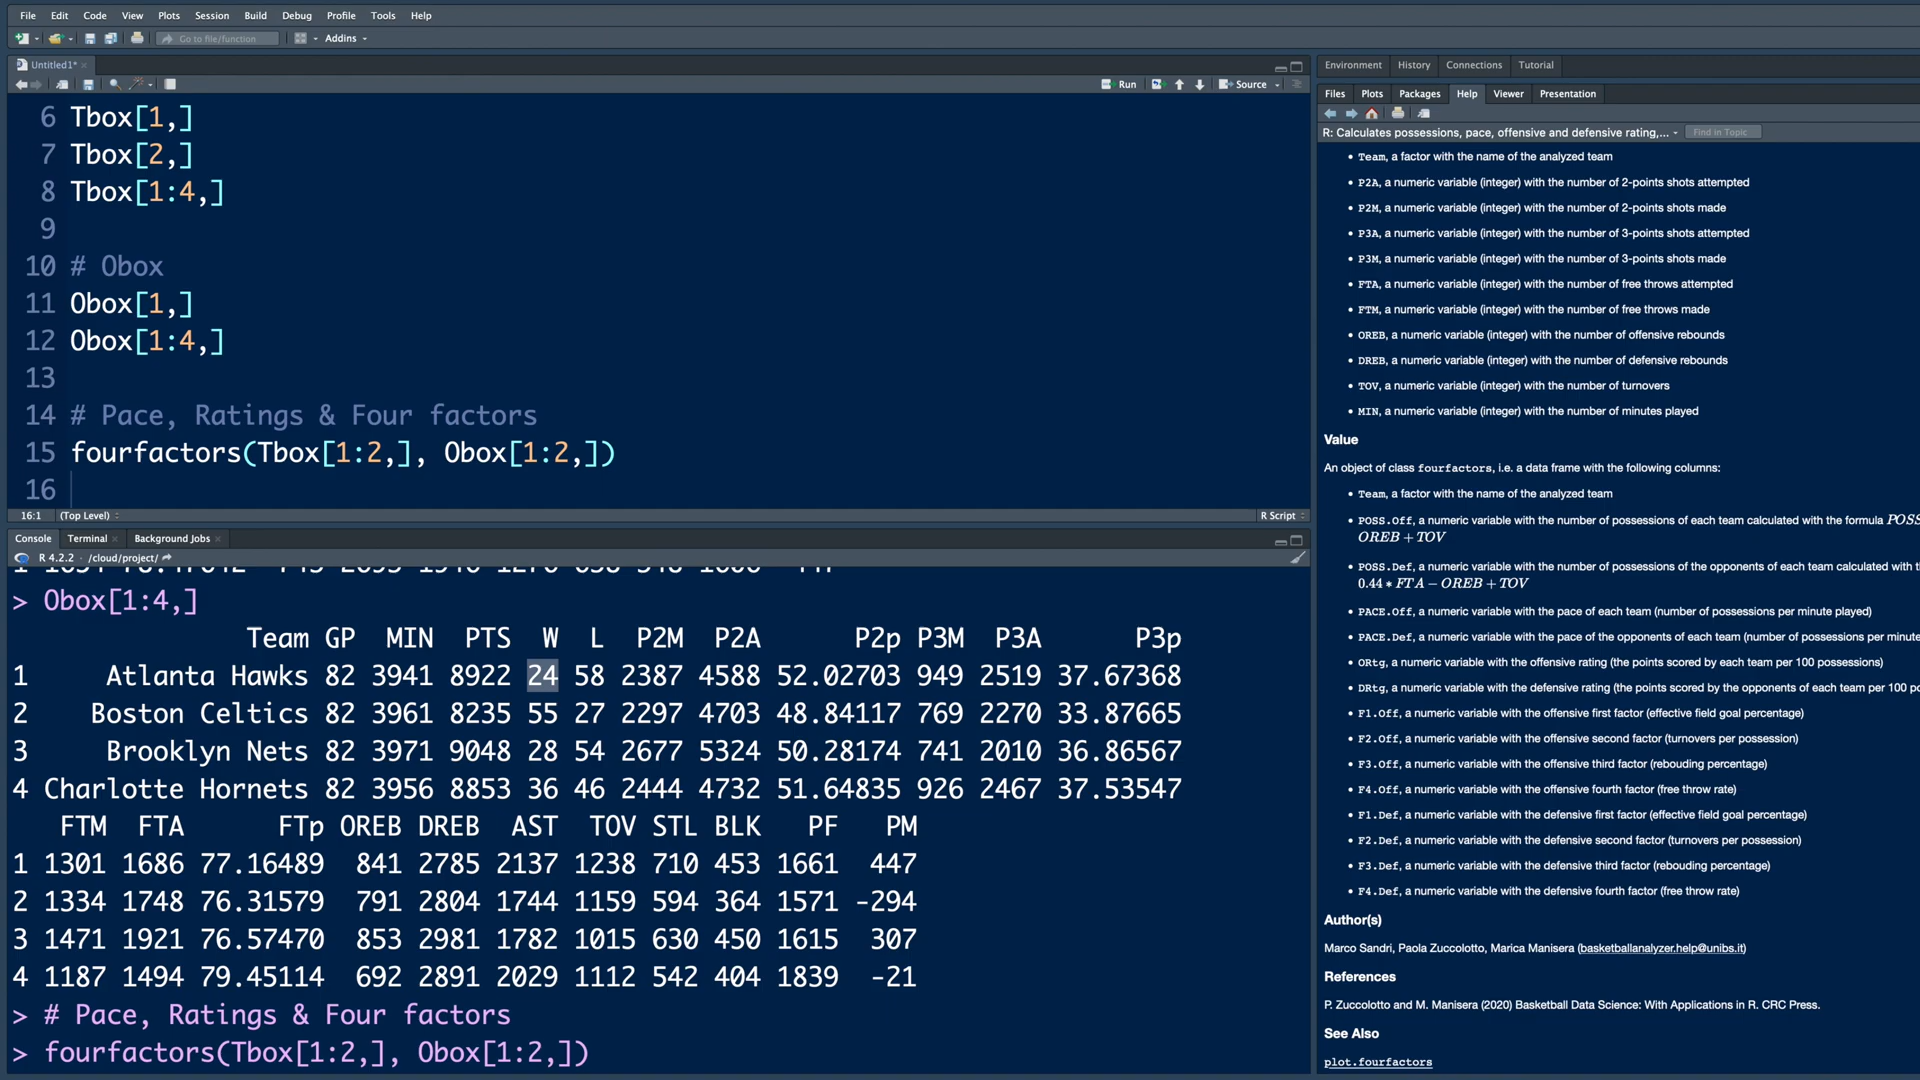 File Edit Code View Plots Session Build Debug Profile Tools Help
Go to file/function Addins
Untitled1*
Run Source
6 Tbox[1,]
7 Tbox[2,]
8 Tbox[1:4,]
9
10 # Obox
11 Obox[1,]
12 Obox[1:4,]
13
14 # Pace, Ratings & Four factors
15 fourfactors(Tbox[1:2,], Obox[1:2,])
16
16:1 (Top Level) R Script
Console Terminal Background Jobs
R 4.2.2 · /cloud/project/
> Obox[1:4,]
Team GP MIN PTS W L P2M P2A P2p P3M P3A P3p
1 Atlanta Hawks 82 3941 8922 24 58 2387 4588 52.02703 949 2519 37.67368
2 Boston Celtics 82 3961 8235 55 27 2297 4703 48.84117 769 2270 33.87665
3 Brooklyn Nets 82 3971 9048 28 54 2677 5324 50.28174 741 2010 36.86567
4 Charlotte Hornets 82 3956 8853 36 46 2444 4732 51.64835 926 2467 37.53547
FTM FTA FTp OREB DREB AST TOV STL BLK PF PM
1 1301 1686 77.16489 841 2785 2137 1238 710 453 1661 447
2 1334 1748 76.31579 791 2804 1744 1159 594 364 1571 -294
3 1471 1921 76.57470 853 2981 1782 1015 630 450 1615 307
4 1187 1494 79.45114 692 2891 2029 1112 542 404 1839 -21
> # Pace, Ratings & Four factors
> fourfactors(Tbox[1:2,], Obox[1:2,])
Environment History Connections Tutorial
Files Plots Packages Help Viewer Presentation
R: Calculates possessions, pace, offensive and defensive rating,... Find in Topic
• Team, a factor with the name of the analyzed team
• P2A, a numeric variable (integer) with the number of 2-points shots attempted
• P2M, a numeric variable (integer) with the number of 2-points shots made
• P3A, a numeric variable (integer) with the number of 3-points shots attempted
• P3M, a numeric variable (integer) with the number of 3-points shots made
• FTA, a numeric variable (integer) with the number of free throws attempted
• FTM, a numeric variable (integer) with the number of free throws made
• OREB, a numeric variable (integer) with the number of offensive rebounds
• DREB, a numeric variable (integer) with the number of defensive rebounds
• TOV, a numeric variable (integer) with the number of turnovers
• MIN, a numeric variable (integer) with the number of minutes played
Value
An object of class fourfactors, i.e. a data frame with the following columns:
• Team, a factor with the name of the analyzed team
• POSS.Off, a numeric variable with the number of possessions of each team calculated with the formula POSS
OREB + TOV
• POSS.Def, a numeric variable with the number of possessions of the opponents of each team calculated with
0.44 * FTA − OREB + TOV
• PACE.Off, a numeric variable with the pace of each team (number of possessions per minute played)
• PACE.Def, a numeric variable with the pace of the opponents of each team (number of possessions per minute
• ORtg, a numeric variable with the offensive rating (the points scored by each team per 100 possessions)
• DRtg, a numeric variable with the defensive rating (the points scored by the opponents of each team per 100
• F1.Off, a numeric variable with the offensive first factor (effective field goal percentage)
• F2.Off, a numeric variable with the offensive second factor (turnovers per possession)
• F3.Off, a numeric variable with the offensive third factor (rebouding percentage)
• F4.Off, a numeric variable with the offensive fourth factor (free throw rate)
• F1.Def, a numeric variable with the defensive first factor (effective field goal percentage)
• F2.Def, a numeric variable with the defensive second factor (turnovers per possession)
• F3.Def, a numeric variable with the defensive third factor (rebouding percentage)
• F4.Def, a numeric variable with the defensive fourth factor (free throw rate)
Author(s)
Marco Sandri, Paola Zuccolotto, Marica Manisera (basketballanalyzer.help@unibs.it)
References
P. Zuccolotto and M. Manisera (2020) Basketball Data Science: With Applications in R. CRC Press.
See Also
plot.fourfactors